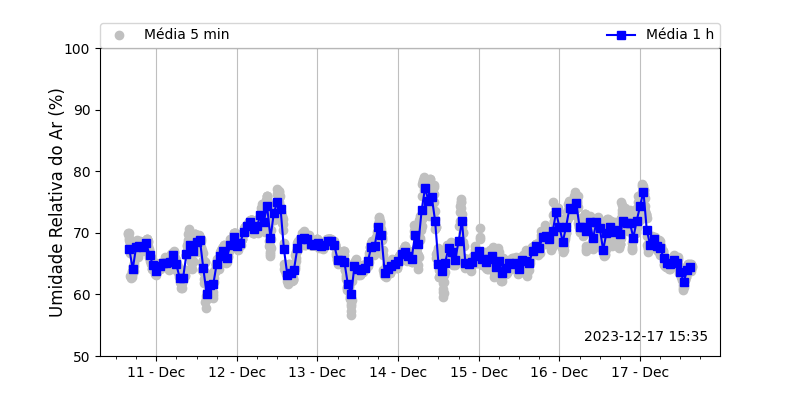 Média 5 min
Média 1 h
Umidade Relativa do Ar (%)
100
90
80
70
60
50
2023-12-17 15:35
11 - Dec
12 - Dec
13 - Dec
14 - Dec
15 - Dec
16 - Dec
17 - Dec